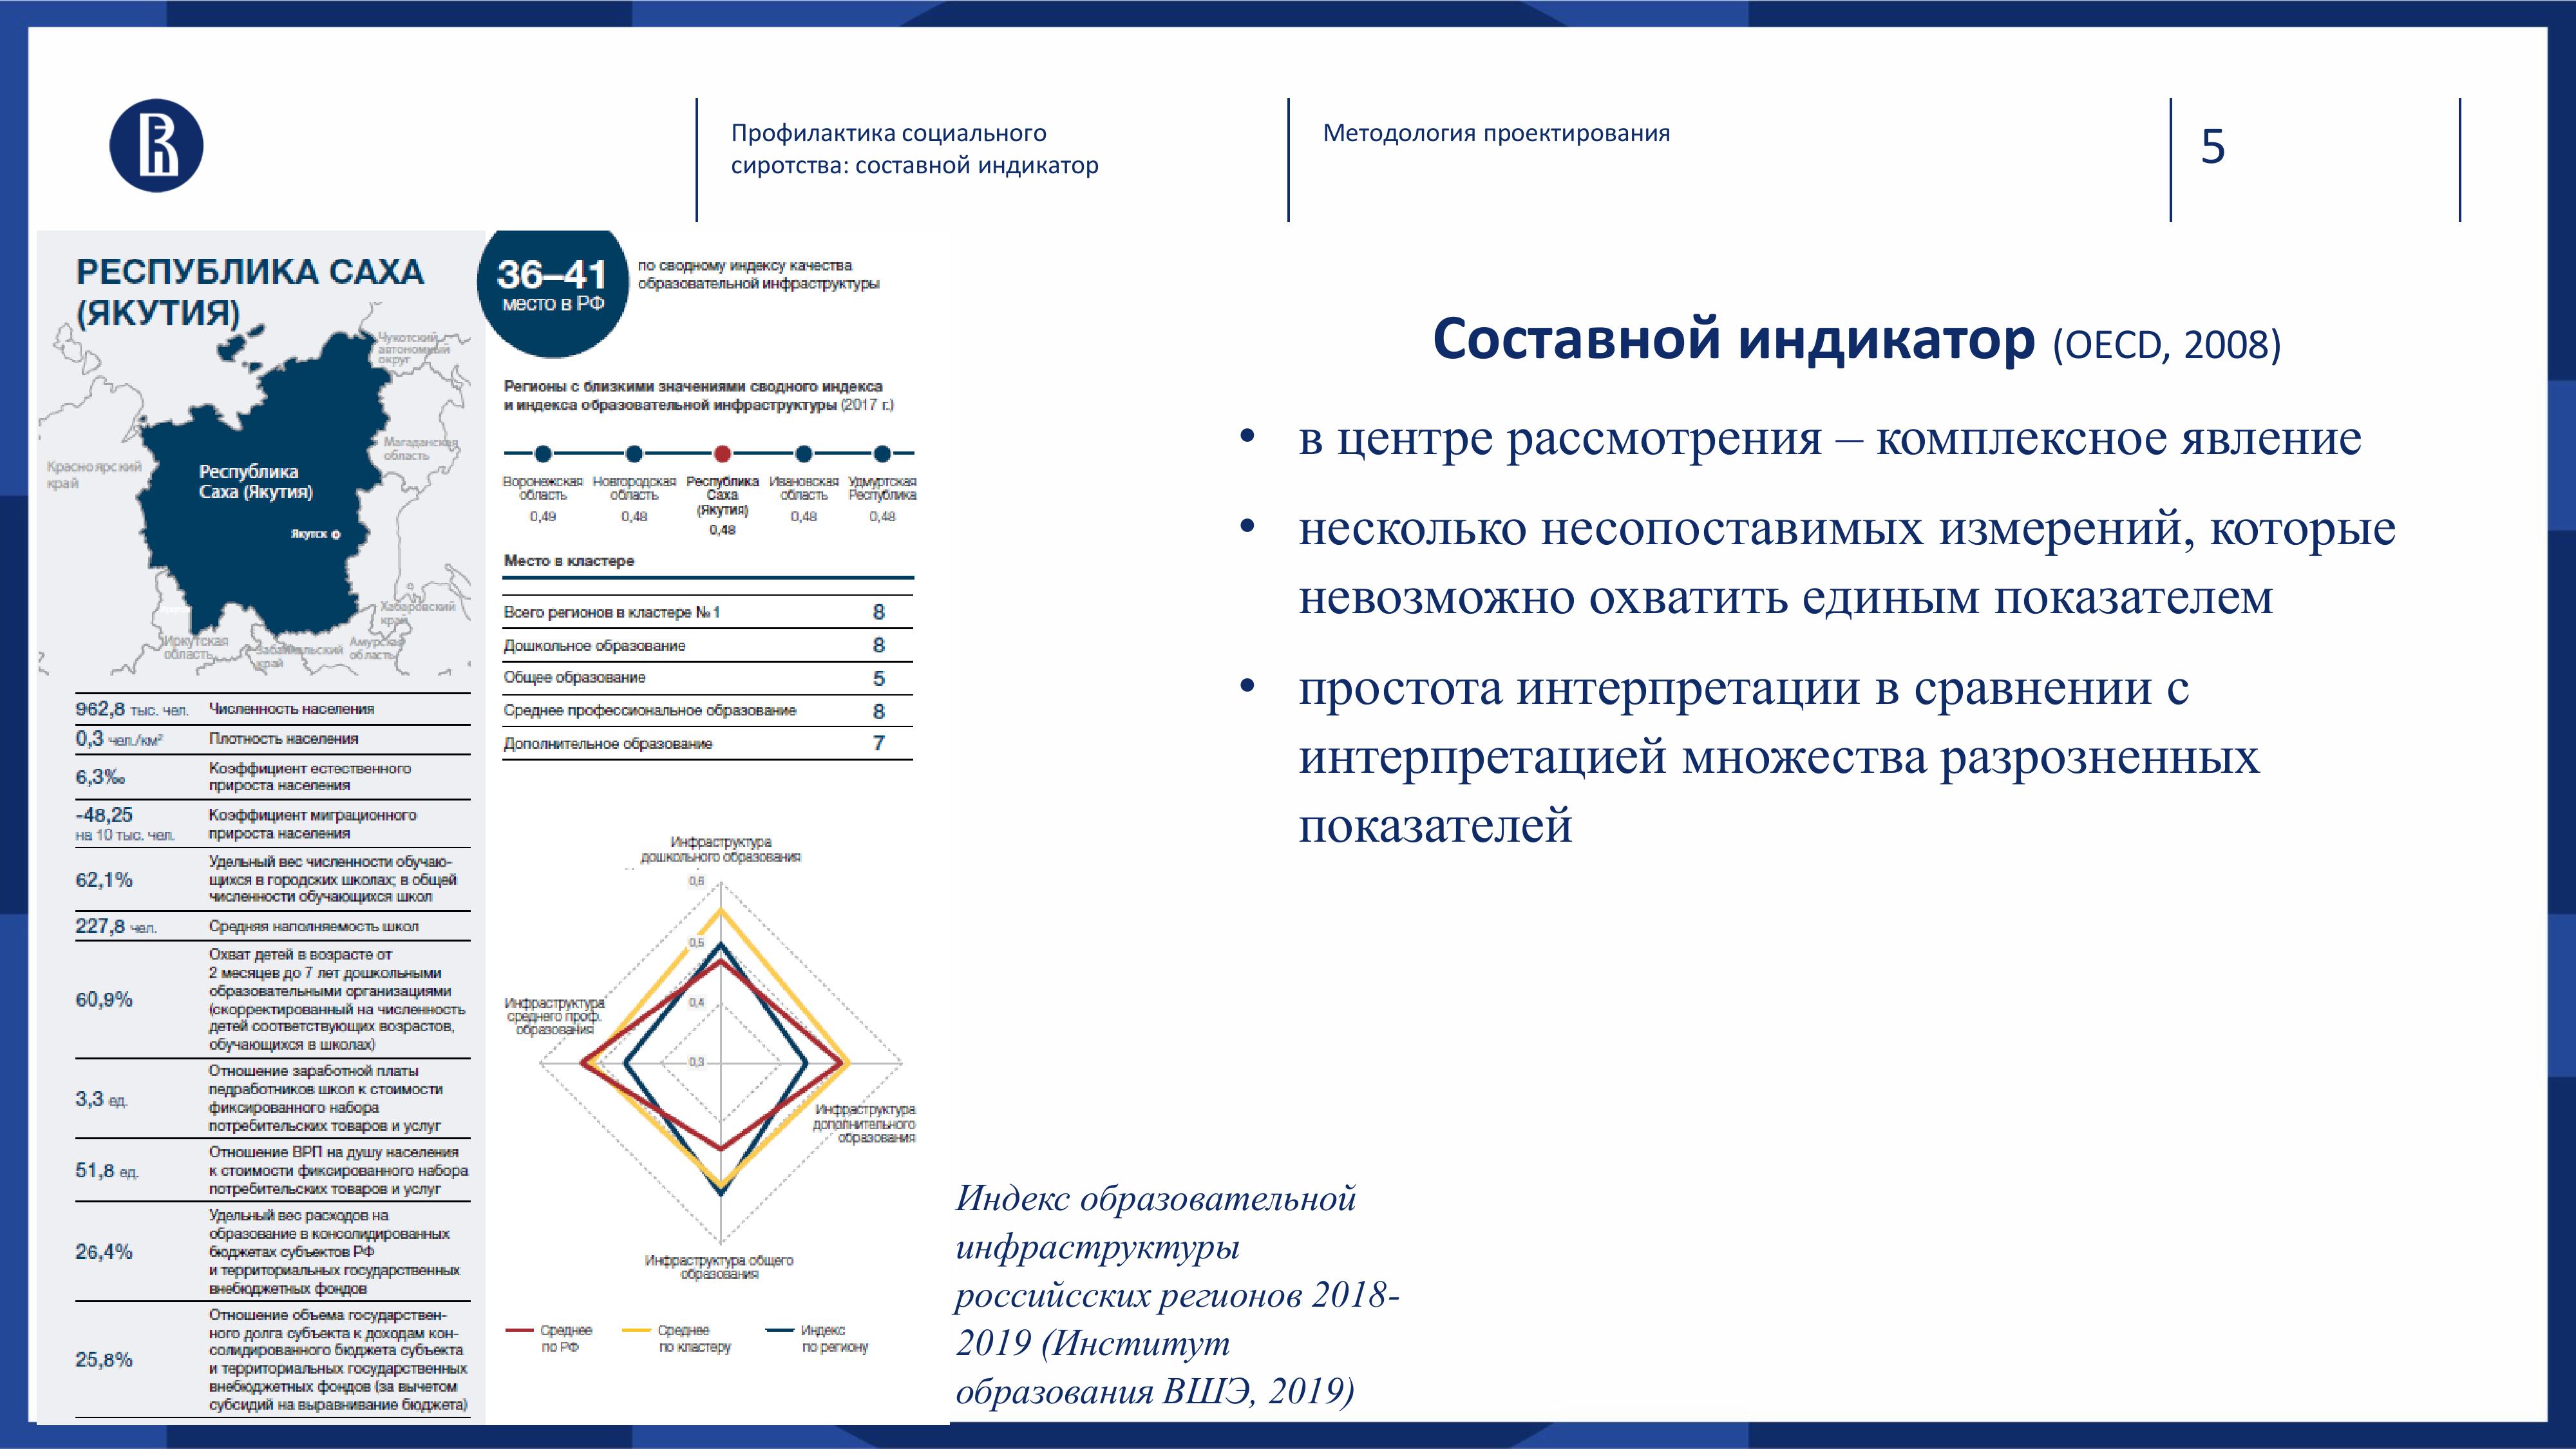 Профилактика социального
сиротства: составной индикатор
Методология проектирования
5
РЕСПУБЛИКА САХА
(ЯКУТИЯ)
Чукотский
автономный
округ
Магаданская
область
Красноярский
край
Республика
Саха (Якутия)
Якутск
Хабаровский
край
Иркутская
область
Забайкальский
край
Амурская
область
962,8 тыс. чел. Численность населения
0,3 чел./км² Плотность населения
6,3‰ Коэффициент естественного
прироста населения
-48,25
на 10 тыс. чел.
Коэффициент миграционного
прироста населения
62,1% Удельный вес численности обучаю-
щихся в городских школах; в общей
численности обучающихся школ
227,8 чел. Средняя наполняемость школ
60,9% Охват детей в возрасте от
2 месяцев до 7 лет дошкольными
образовательными организациями
(скорректированный на численность
детей соответствующих возрастов,
обучающихся в школах)
3,3 ед. Отношение заработной платы
педработников школ к стоимости
фиксированного набора
потребительских товаров и услуг
51,8 ед. Отношение ВРП на душу населения
к стоимости фиксированного набора
потребительских товаров и услуг
26,4% Удельный вес расходов на
образование в консолидированных
бюджетах субъектов РФ
и территориальных государственных
внебюджетных фондов
25,8% Отношение объема государствен-
ного долга субъекта к доходам кон-
солидированного бюджета субъекта
и территориальных государственных
внебюджетных фондов (за вычетом
субсидий на выравнивание бюджета)
36–41
место в РФ
по сводному индексу качества
образовательной инфраструктуры
Регионы с близкими значениями сводного индекса
и индекса образовательной инфраструктуры (2017 г.)
Воронежская
область
0,49
Новгородская
область
0,48
Республика
Саха
(Якутия)
0,48
Ивановская
область
0,48
Удмуртская
Республика
0,48
Место в кластере
Всего регионов в кластере № 1 8
Дошкольное образование 8
Общее образование 5
Среднее профессиональное образование 8
Дополнительное образование 7
Инфраструктура
дошкольного образования
0,6
0,5
0,4
0,3
Инфраструктура
среднего проф.
образования
Инфраструктура
дополнительного
образования
Инфраструктура общего
образования
Среднее
по РФ
Среднее
по кластеру
Индекс
по региону
Составной индикатор (OECD, 2008)
• в центре рассмотрения – комплексное явление
• несколько несопоставимых измерений, которые
невозможно охватить единым показателем
• простота интерпретации в сравнении с
интерпретацией множества разрозненных
показателей
Индекс образовательной
инфраструктуры
российсских регионов 2018-
2019 (Институт
образования ВШЭ, 2019)